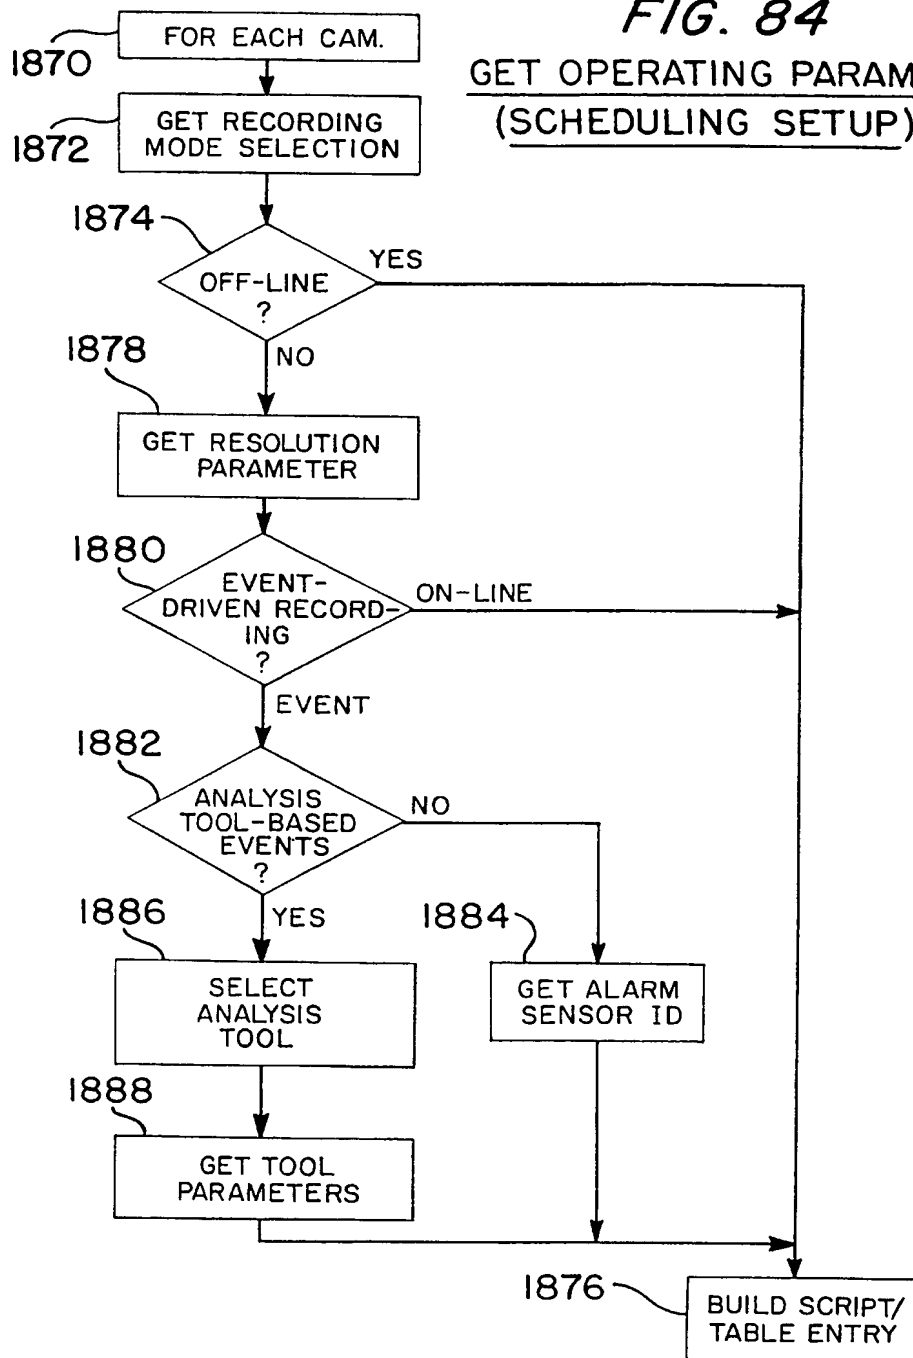 FIG. 84
GET OPERATING PARAM
(SCHEDULING SETUP)
1870
FOR EACH CAM.
1872
GET RECORDING
MODE SELECTION
1874
OFF-LINE
?
YES
NO
1878
GET RESOLUTION
PARAMETER
1880
EVENT-
DRIVEN RECORD-
ING
?
ON-LINE
EVENT
1882
ANALYSIS
TOOL-BASED
EVENTS
?
NO
YES
1886
SELECT
ANALYSIS
TOOL
1884
GET ALARM
SENSOR ID
1888
GET TOOL
PARAMETERS
1876
BUILD SCRIPT/
TABLE ENTRY